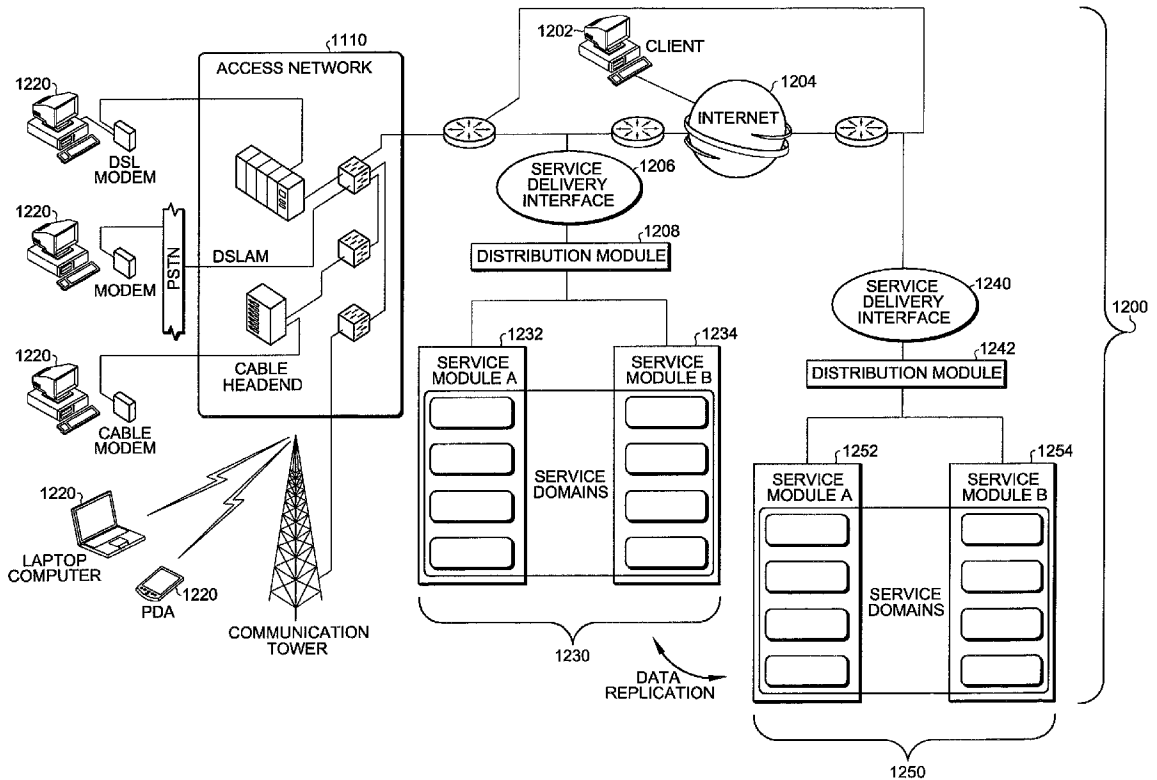 1110
ACCESS NETWORK
1220
DSL
MODEM
1220
MODEM
PSTN
DSLAM
1220
CABLE
MODEM
CABLE
HEADEND
1220
LAPTOP
COMPUTER
PDA
1220
COMMUNICATION
TOWER
1202
CLIENT
1204
INTERNET
SERVICE
DELIVERY
INTERFACE
1206
1208
DISTRIBUTION MODULE
1232
SERVICE
MODULE A
1234
SERVICE
MODULE B
SERVICE
DOMAINS
1230
DATA
REPLICATION
SERVICE
DELIVERY
INTERFACE
1240
1242
DISTRIBUTION MODULE
1252
SERVICE
MODULE A
1254
SERVICE
MODULE B
SERVICE
DOMAINS
1250
1200